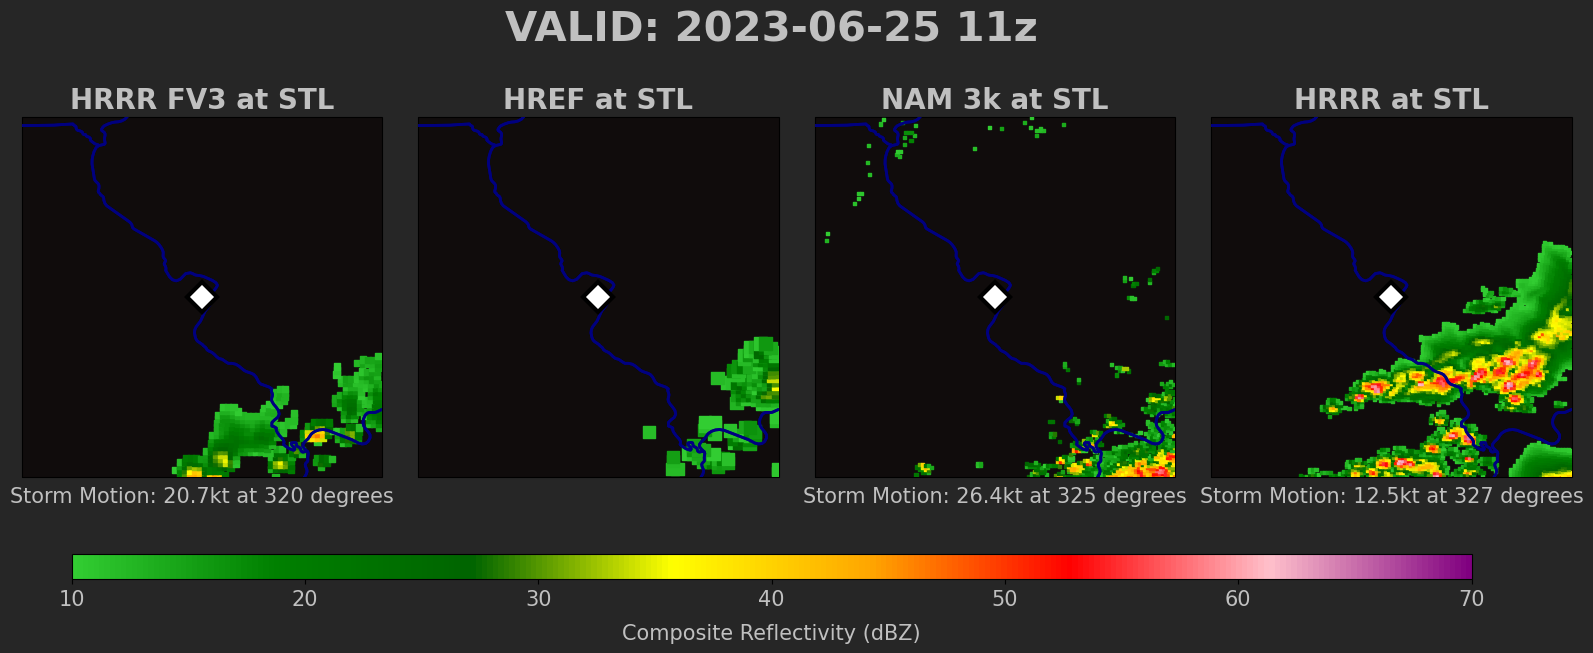 VALID: 2023-06-25 11z
HRRR FV3 at STL
HREF at STL
NAM 3k at STL
HRRR at STL
Storm Motion: 20.7kt at 320 degrees
Storm Motion: 26.4kt at 325 degrees
Storm Motion: 12.5kt at 327 degrees
10 20 30 40 50 60 70
Composite Reflectivity (dBZ)